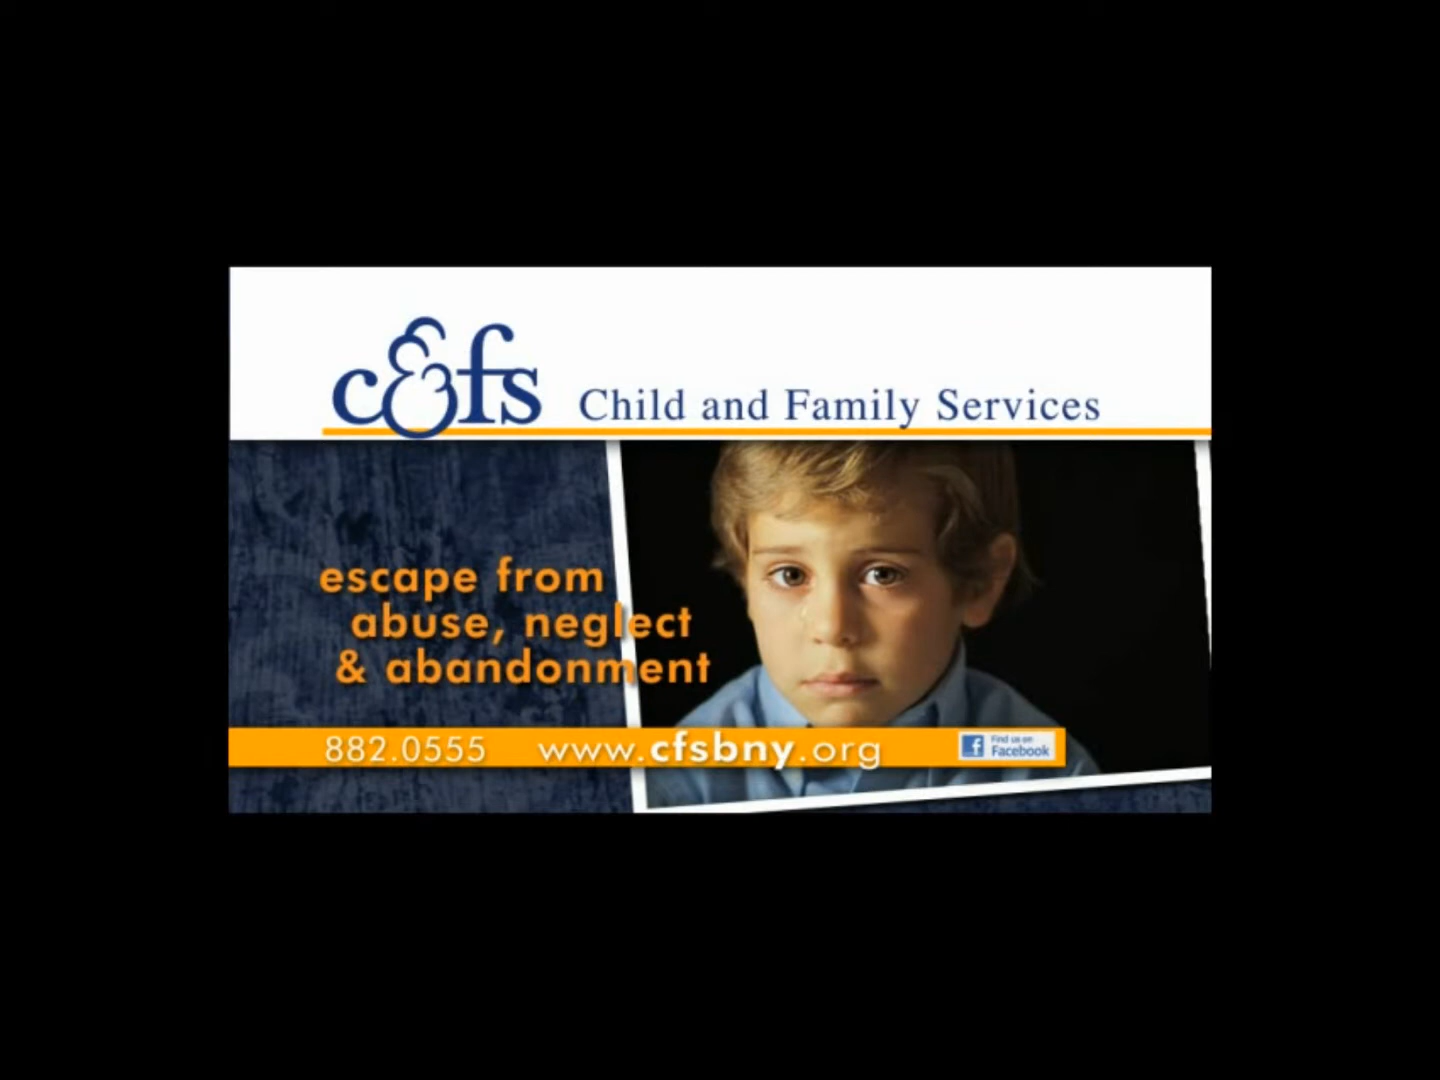 c&fs Child and Family Services
escape from
abuse, neglect
& abandonment
882.0555 www.cfsbny.org
Find us on
Facebook